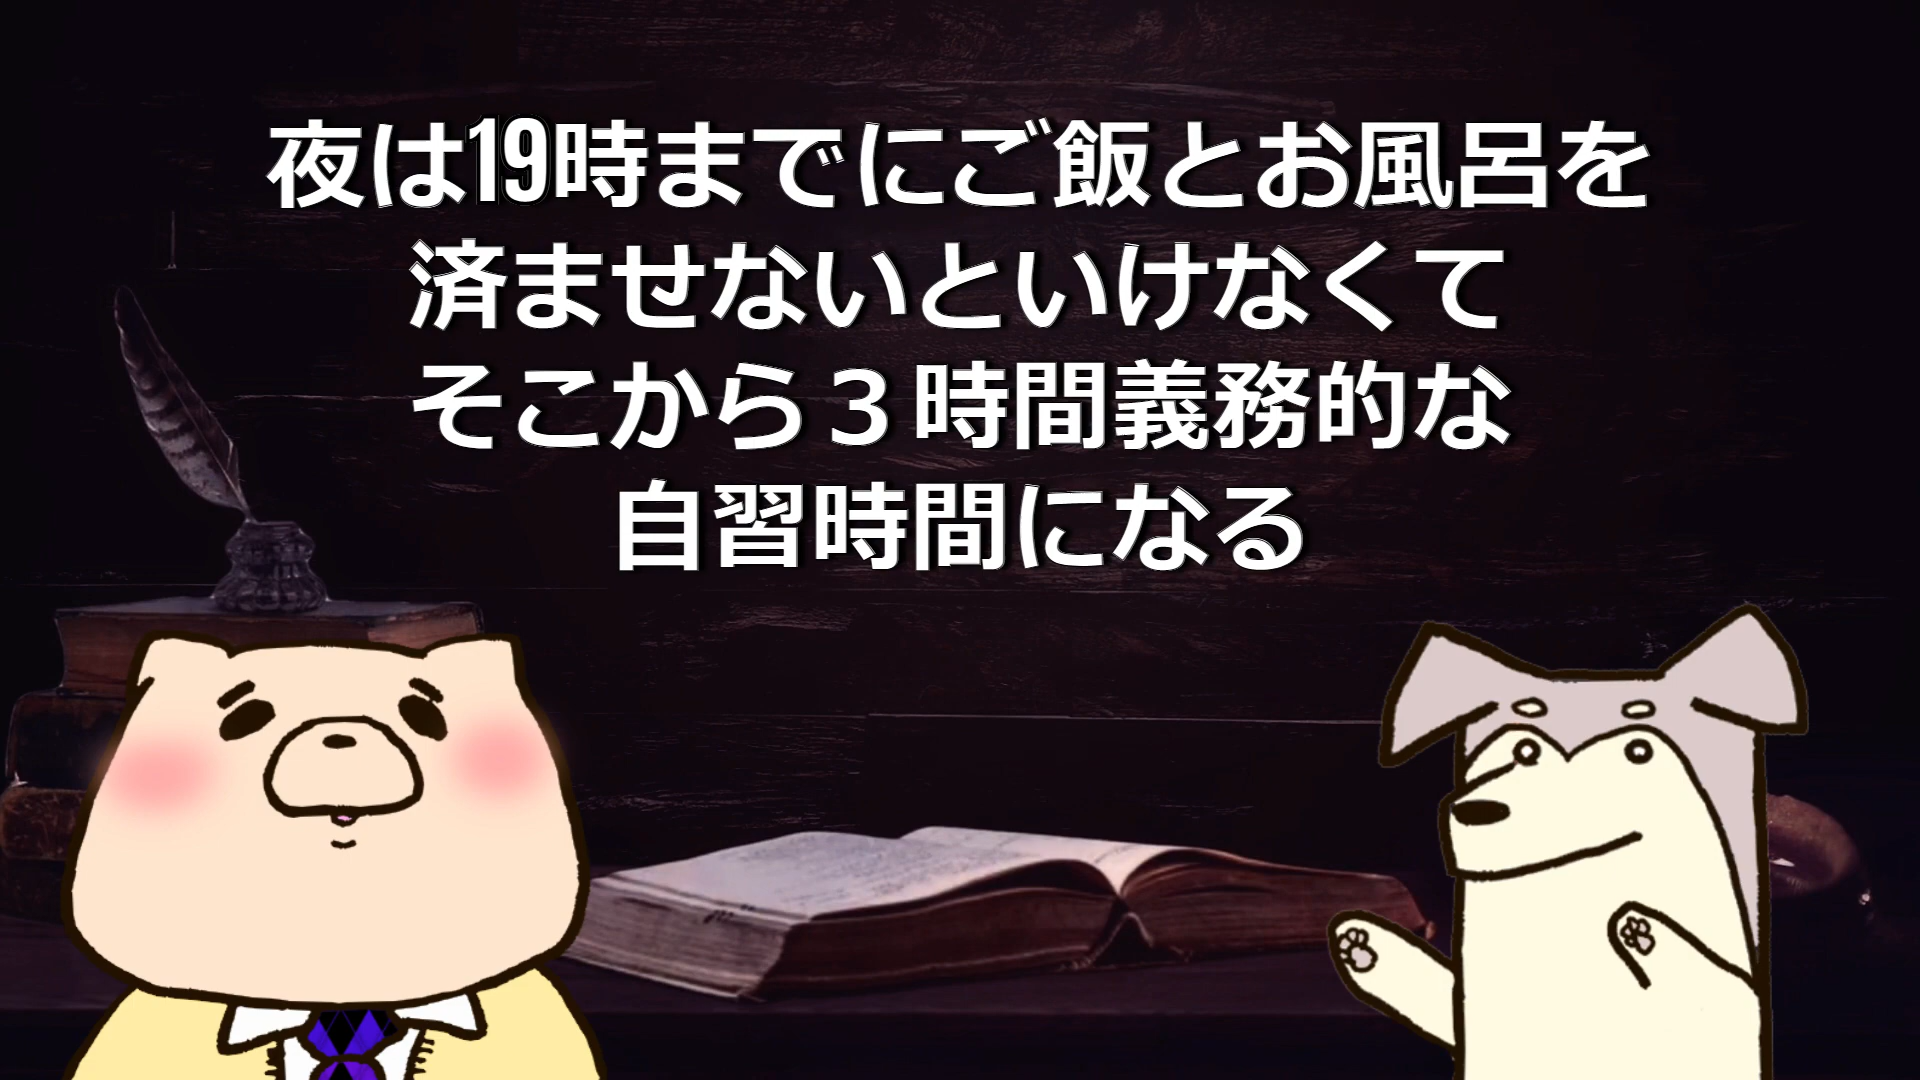 夜は19時までにご飯とお風呂を
済ませないといけなくて
そこから３時間義務的な
自習時間になる